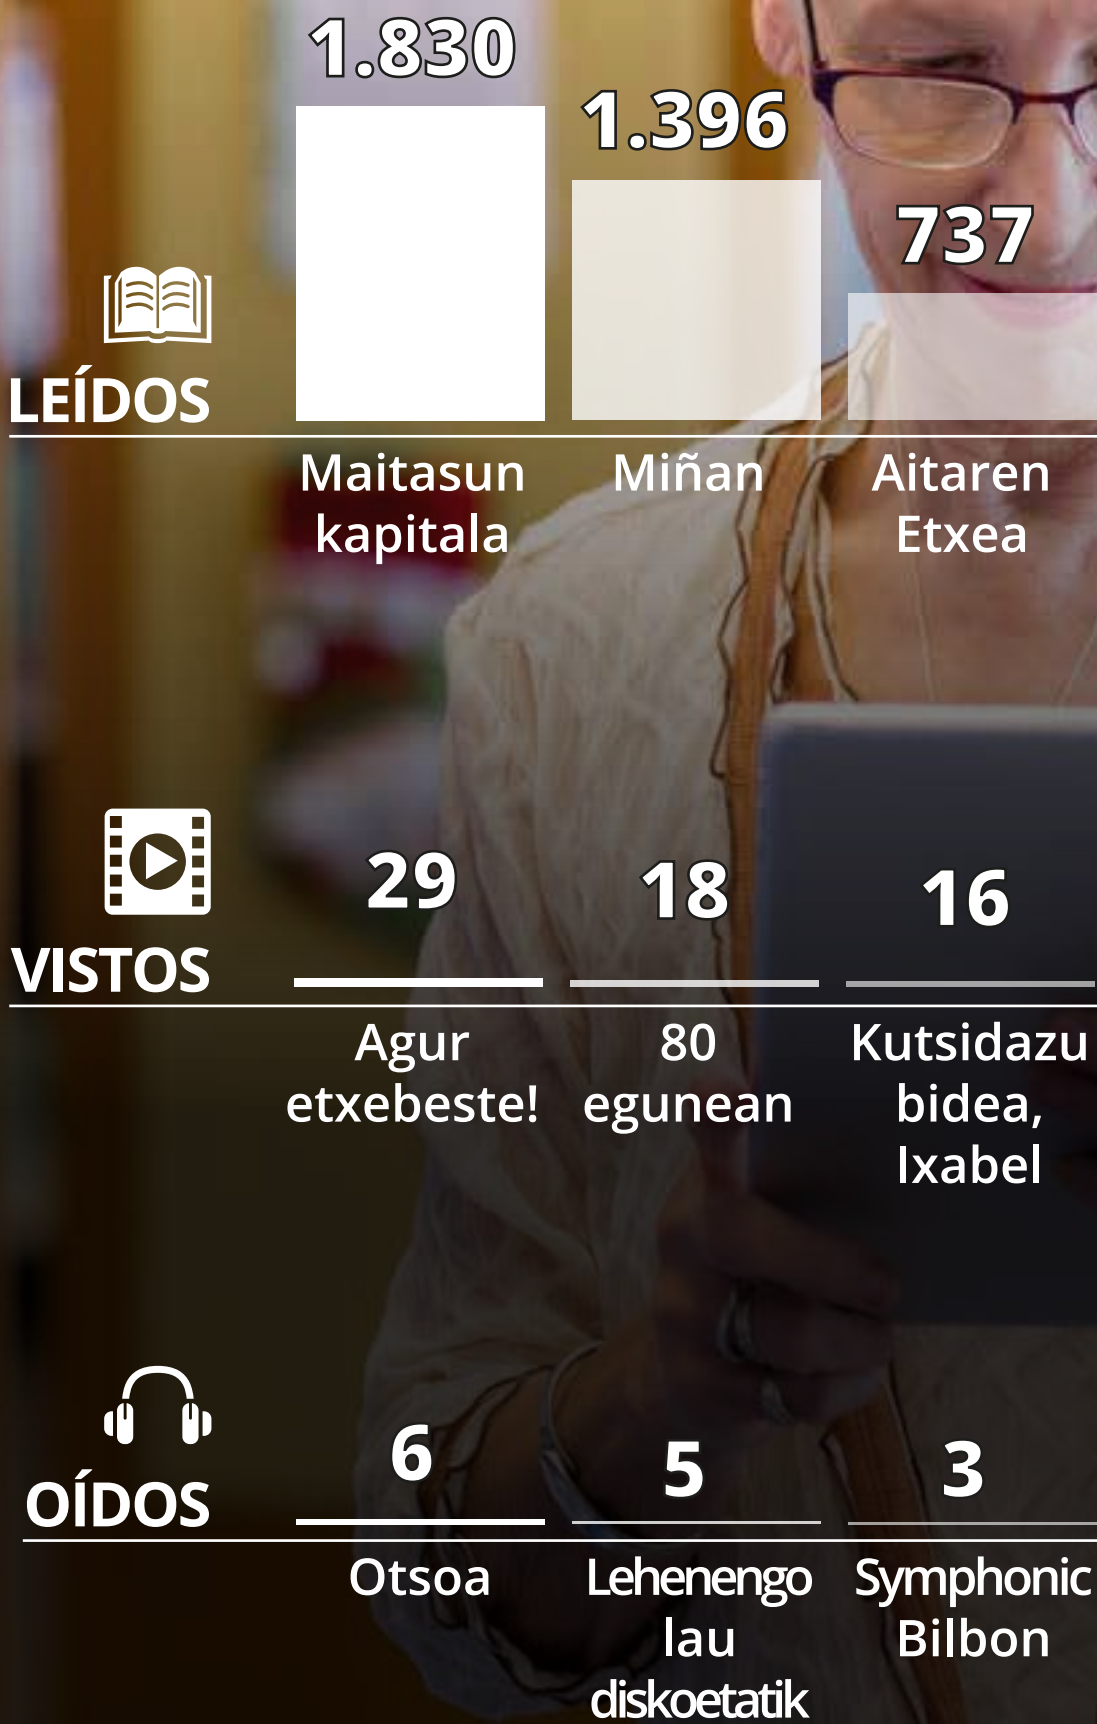 1.830
1.396
737
LEÍDOS
Maitasun
kapitala
Miñan
Aitaren
Etxea
29
18
16
VISTOS
Agur
etxebeste!
80
egunean
Kutsidazu
bidea,
Ixabel
6
5
3
OÍDOS
Otsoa
Lehenengo
lau
diskoetatik
Symphonic
Bilbon